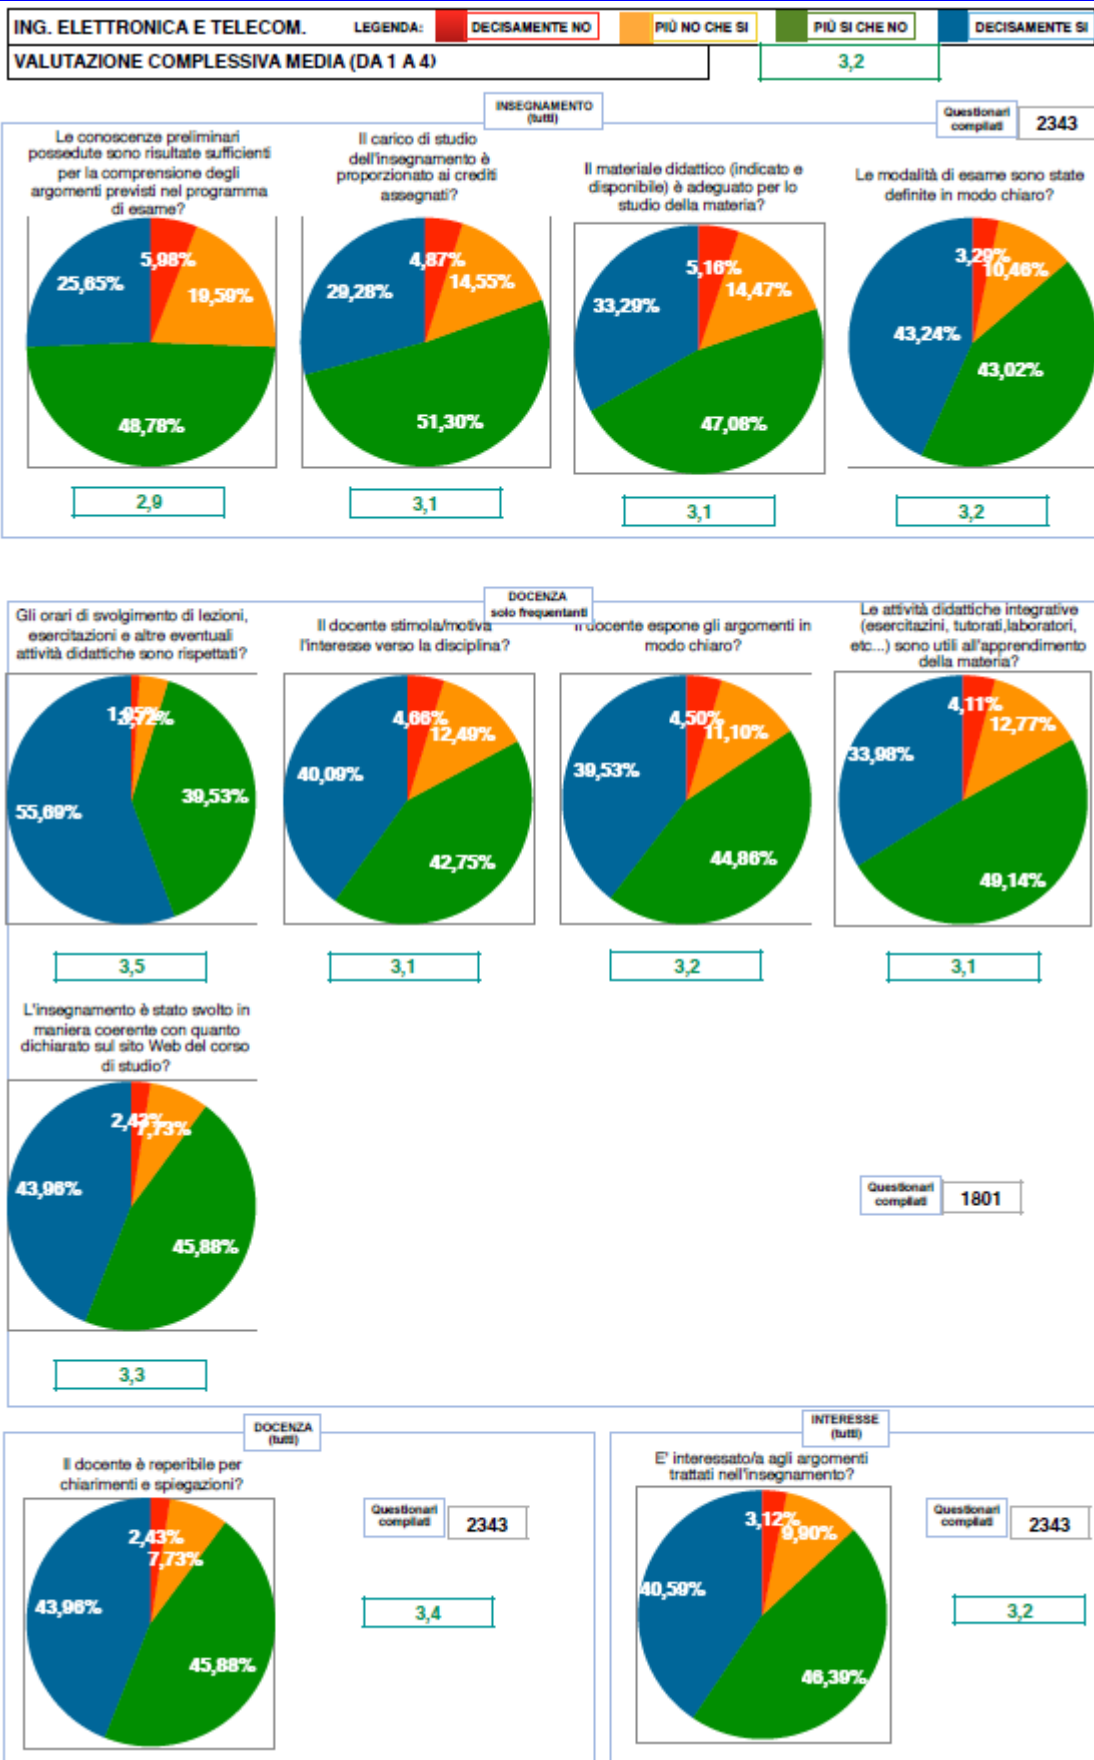 ING. ELETTRONICA E TELECOM.
LEGENDA:
DECISAMENTE NO
PIÙ NO CHE SI
PIÙ SI CHE NO
DECISAMENTE SI
VALUTAZIONE COMPLESSIVA MEDIA (DA 1 A 4)
3,2
INSEGNAMENTO
(tutti)
Questionari
compilati
2343
Le conoscenze preliminari
possedute sono risultate sufficienti
per la comprensione degli
argomenti previsti nel programma
di esame?
5,98%
19,59%
25,65%
48,78%
2,9
Il carico di studio
dell'insegnamento è
proporzionato ai crediti
assegnati?
4,87%
14,55%
29,28%
51,30%
3,1
Il materiale didattico (indicato e
disponibile) è adeguato per lo
studio della materia?
5,16%
14,47%
33,29%
47,08%
3,1
Le modalità di esame sono state
definite in modo chiaro?
3,29%
10,46%
43,24%
43,02%
3,2
DOCENZA
solo frequentanti
Gli orari di svolgimento di lezioni,
esercitazioni e altre eventuali
attività didattiche sono rispettati?
3,72%
39,53%
55,69%
3,5
Il docente stimola/motiva
l'interesse verso la disciplina?
4,66%
12,49%
40,09%
42,75%
3,1
Il docente espone gli argomenti in
modo chiaro?
4,50%
11,10%
39,53%
44,86%
3,2
Le attività didattiche integrative
(esercitazini, tutorati,laboratori,
etc...) sono utili all'apprendimento
della materia?
4,11%
12,77%
33,98%
49,14%
3,1
L'insegnamento è stato svolto in
maniera coerente con quanto
dichiarato sul sito Web del corso
di studio?
2,43%
7,73%
43,96%
45,88%
3,3
Questionari
compilati
1801
DOCENZA
(tutti)
Il docente è reperibile per
chiarimenti e spiegazioni?
2,43%
7,73%
43,96%
45,88%
Questionari
compilati
2343
3,4
INTERESSE
(tutti)
E' interessato/a agli argomenti
trattati nell'insegnamento?
3,12%
9,90%
40,59%
46,39%
Questionari
compilati
2343
3,2